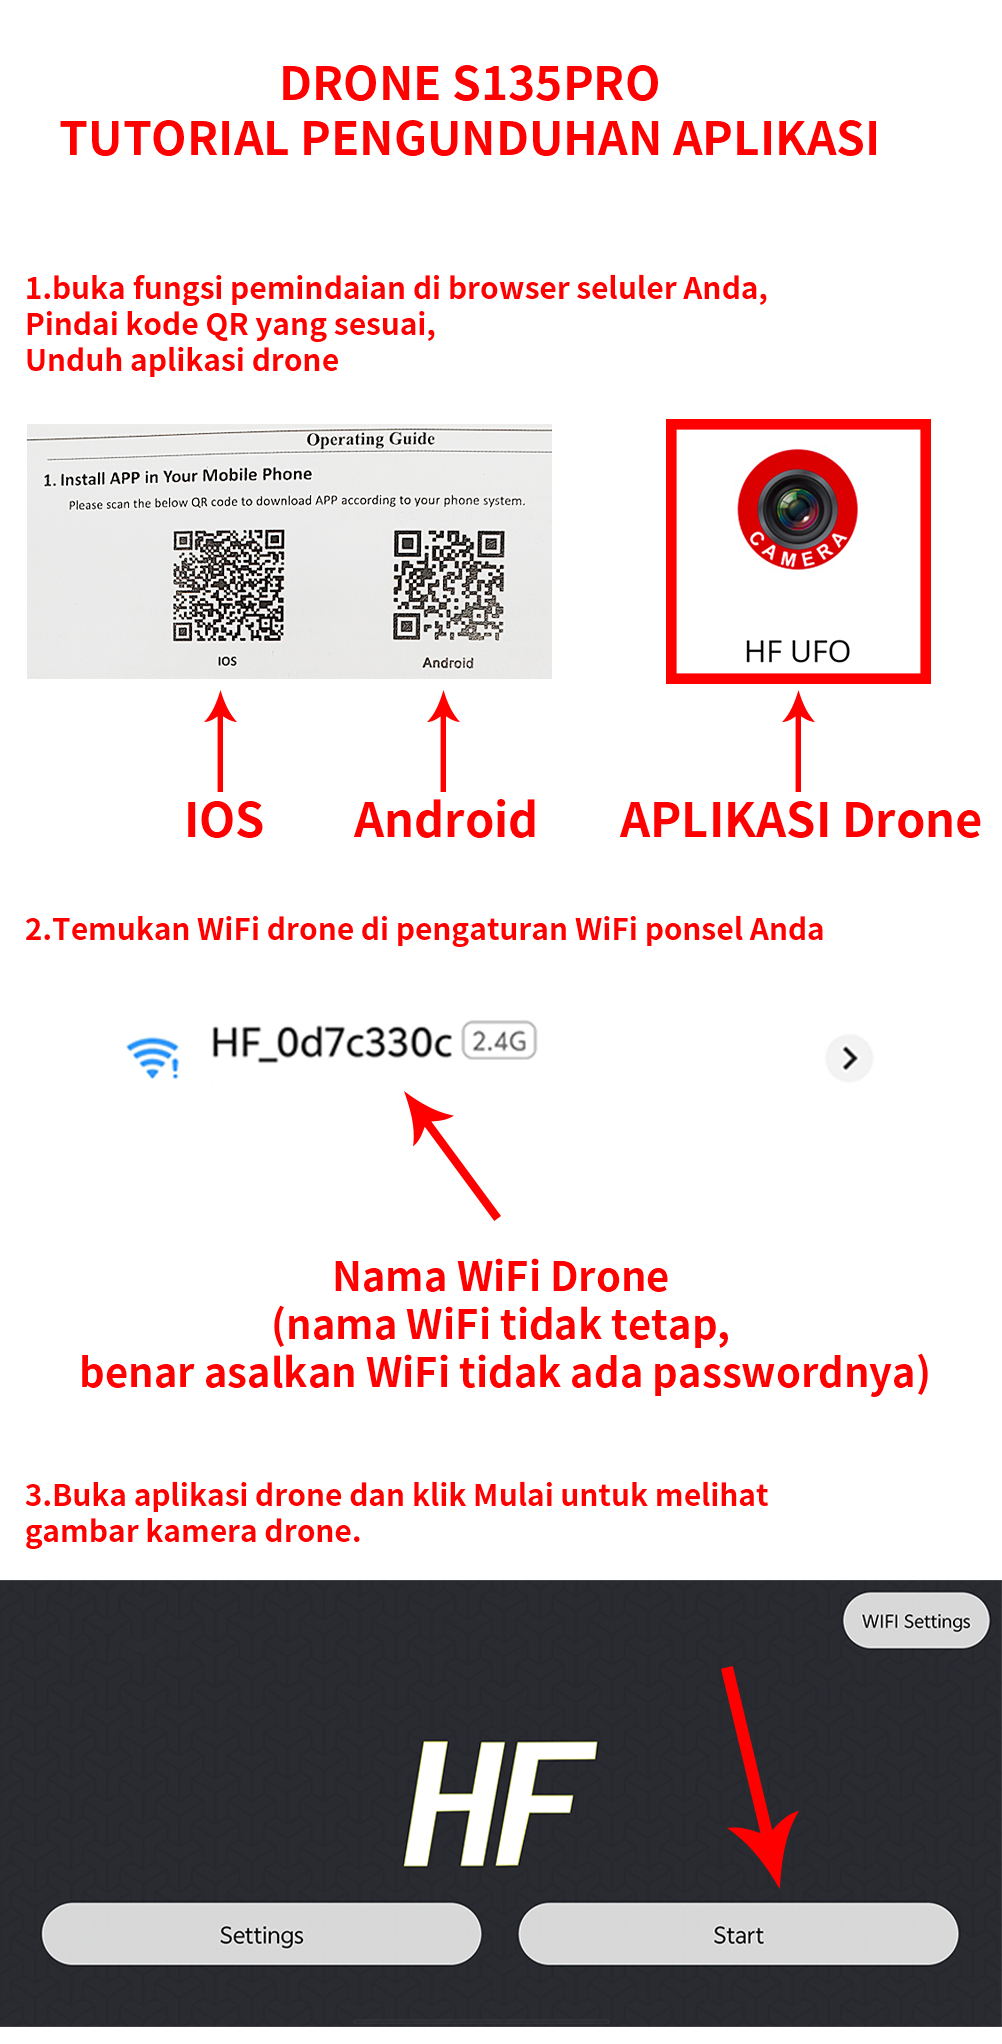 DRONE S135PRO
TUTORIAL PENGUNDUHAN APLIKASI
1.buka fungsi pemindaian di browser seluler Anda,
Pindai kode QR yang sesuai,
Unduh aplikasi drone
Operating Guide
1. Install APP in Your Mobile Phone
Please scan the below QR code to download APP according to your phone system.
IOS
Android
CAMERA
HF UFO
IOS
Android
APLIKASI Drone
2.Temukan WiFi drone di pengaturan WiFi ponsel Anda
HF_0d7c330c 2.4G
Nama WiFi Drone
(nama WiFi tidak tetap,
benar asalkan WiFi tidak ada passwordnya)
3.Buka aplikasi drone dan klik Mulai untuk melihat
gambar kamera drone.
WIFI Settings
HF
Settings
Start